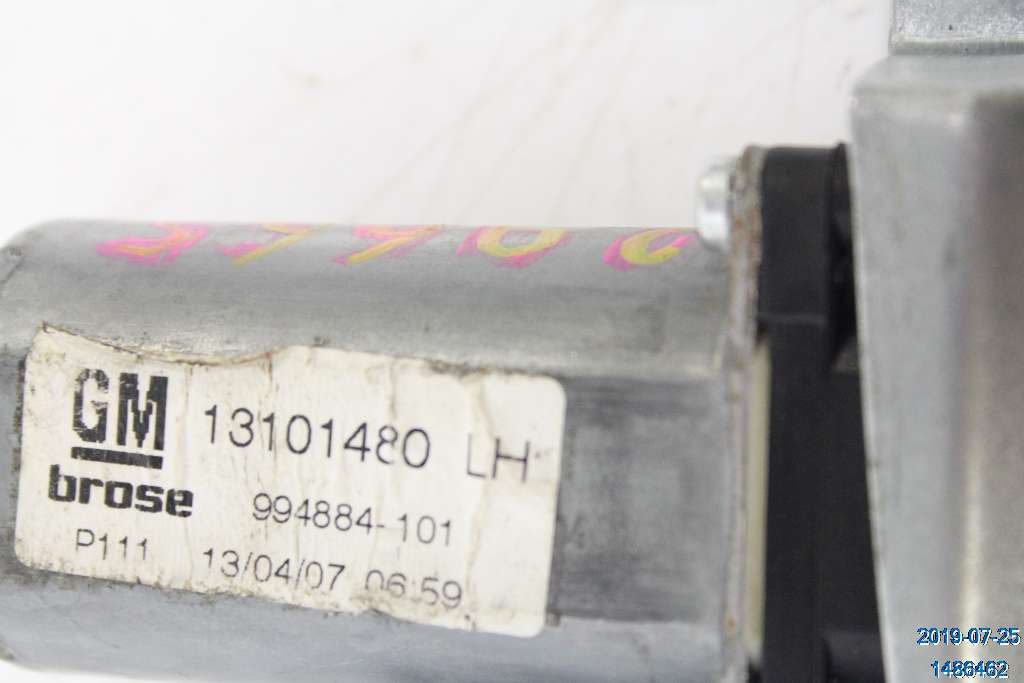 GM
13101480 LH
brose
994884-101
P111 13/04/07 06:59
2019-07-25
1486462